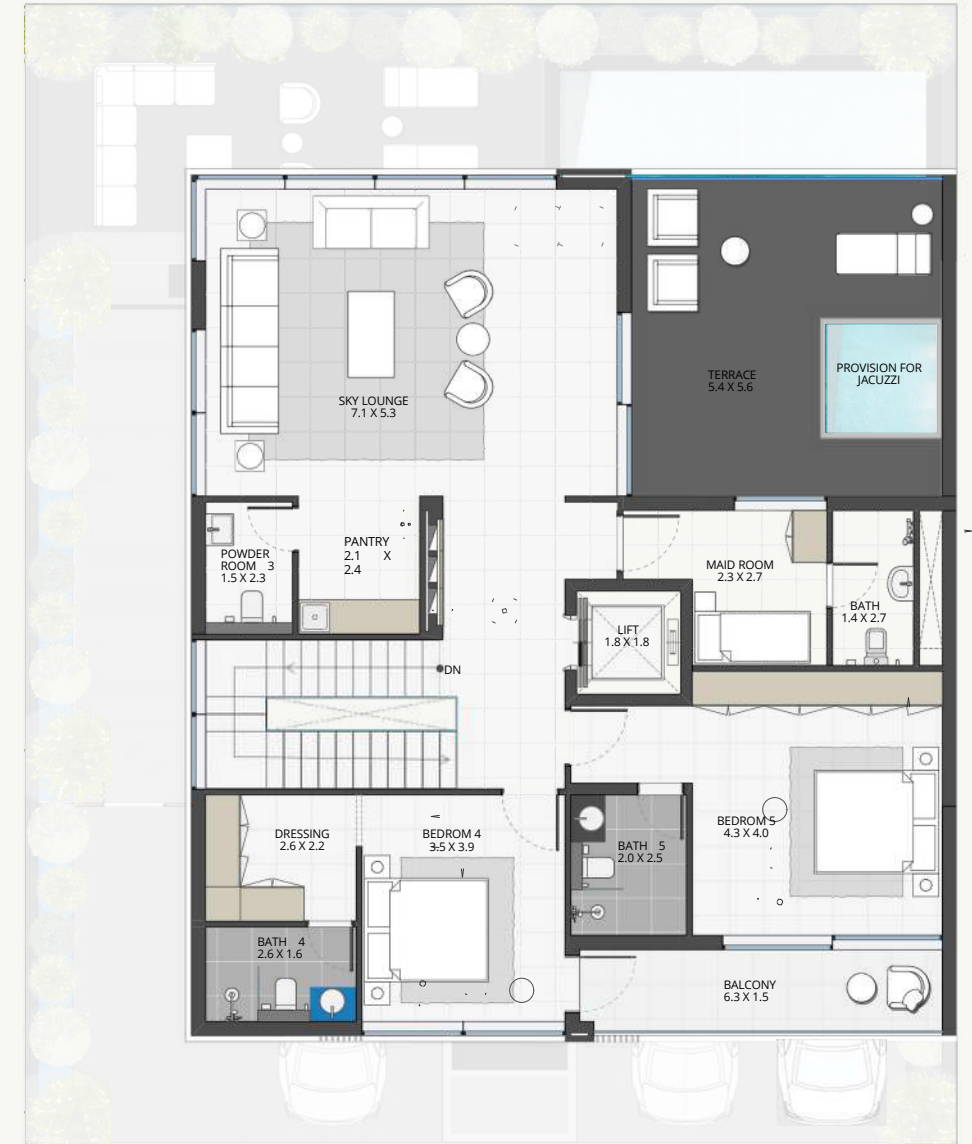 SKY LOUNGE
7.1 X 5.3
TERRACE
5.4 X 5.6
PROVISION FOR
JACUZZI
POWDER
ROOM 3
1.5 X 2.3
PANTRY
2.1 X
2.4
MAID ROOM
2.3 X 2.7
BATH
1.4 X 2.7
LIFT
1.8 X 1.8
DN
DRESSING
2.6 X 2.2
BEDROM 4
3.5 X 3.9
BATH 5
2.0 X 2.5
BEDROOM 5
4.3 X 4.0
BATH 4
2.6 X 1.6
BALCONY
6.3 X 1.5